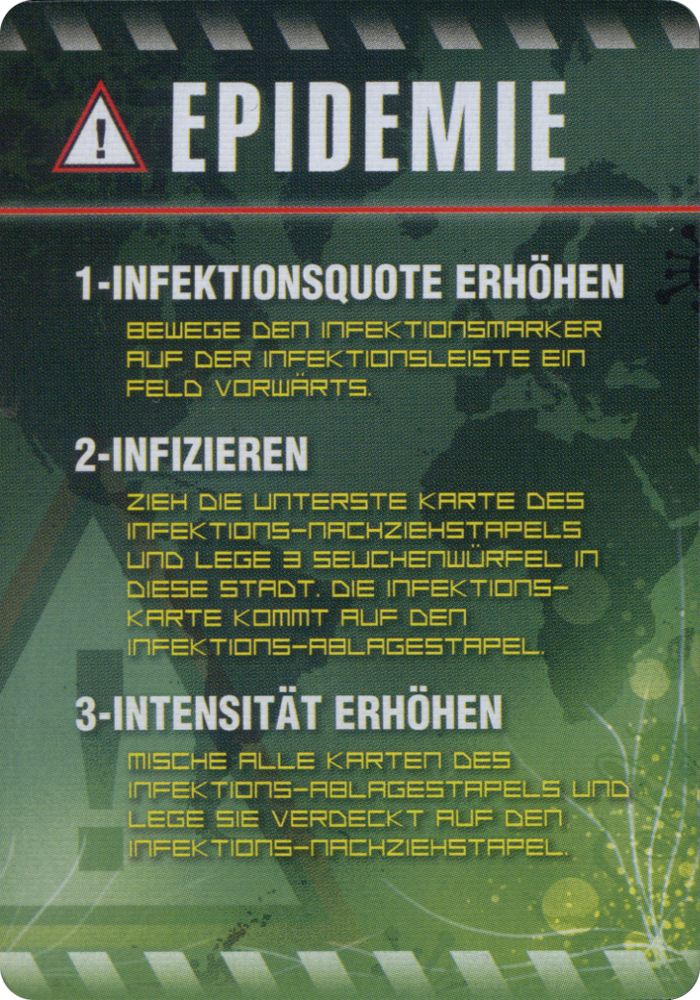 EPIDEMIE
1-INFEKTIONSQUOTE ERHÖHEN
BEWEGE DEN INFEKTIONSMARKER
AUF DER INFEKTIONSLEISTE EIN
FELD VORWÄRTS.
2-INFIZIEREN
ZIEH DIE UNTERSTE KARTE DES
INFEKTIONS-NACHZIEHSTAPELS
UND LEGE 3 SEUCHENWÜRFEL IN
DIESE STADT. DIE INFEKTIONS-
KARTE KOMMT AUF DEN
INFEKTIONS-ABLAGESTAPEL.
3-INTENSITÄT ERHÖHEN
MISCHE ALLE KARTEN DES
INFEKTIONS-ABLAGESTAPELS UND
LEGE SIE VERDECKT AUF DEN
INFEKTIONS-NACHZIEHSTAPEL.